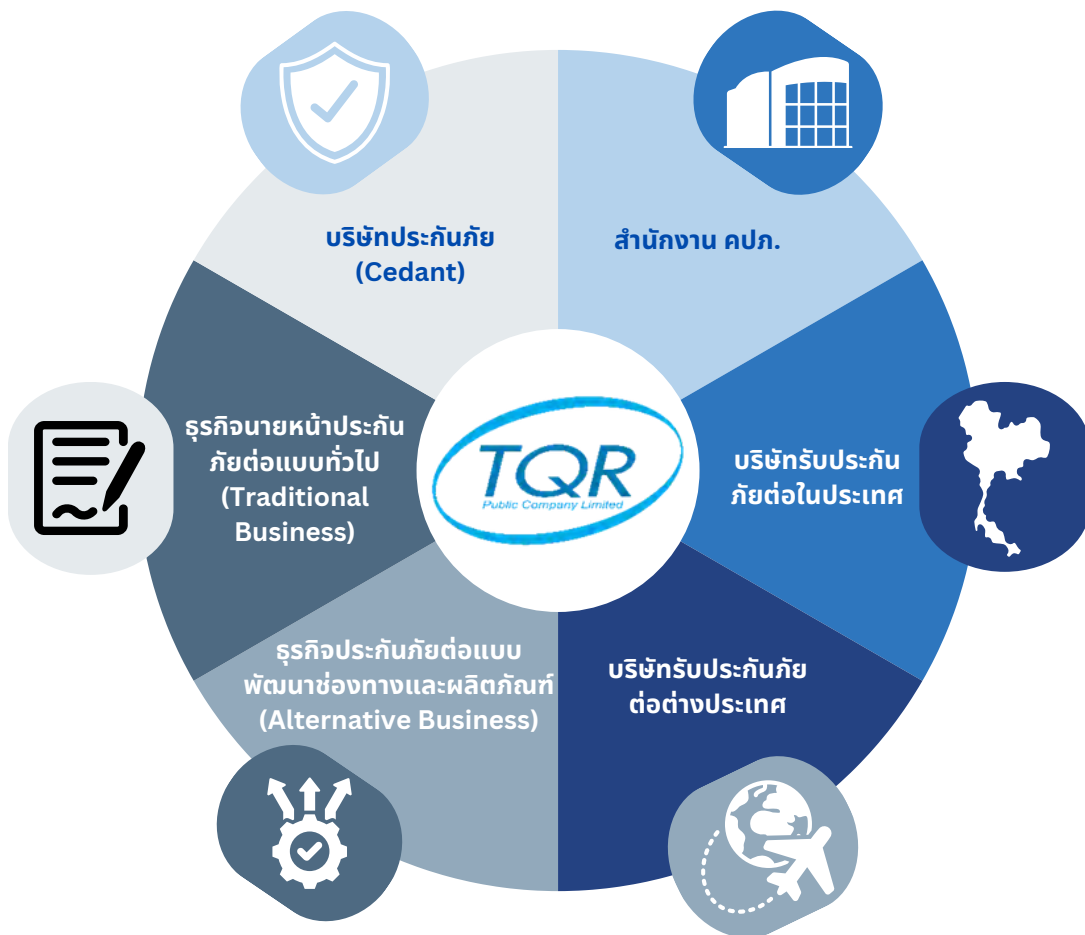 บริษัทประกันภัย
(Cedant)
สำนักงาน คปภ.
ธุรกิจนายหน้าประกัน
ภัยต่อแบบทั่วไป
(Traditional
Business)
TQR
Public Company Limited
บริษัทรับประกัน
ภัยต่อในประเทศ
ธุรกิจประกันภัยต่อแบบ
พัฒนาช่องทางและผลิตภัณฑ์
(Alternative Business)
บริษัทรับประกันภัย
ต่อต่างประเทศ